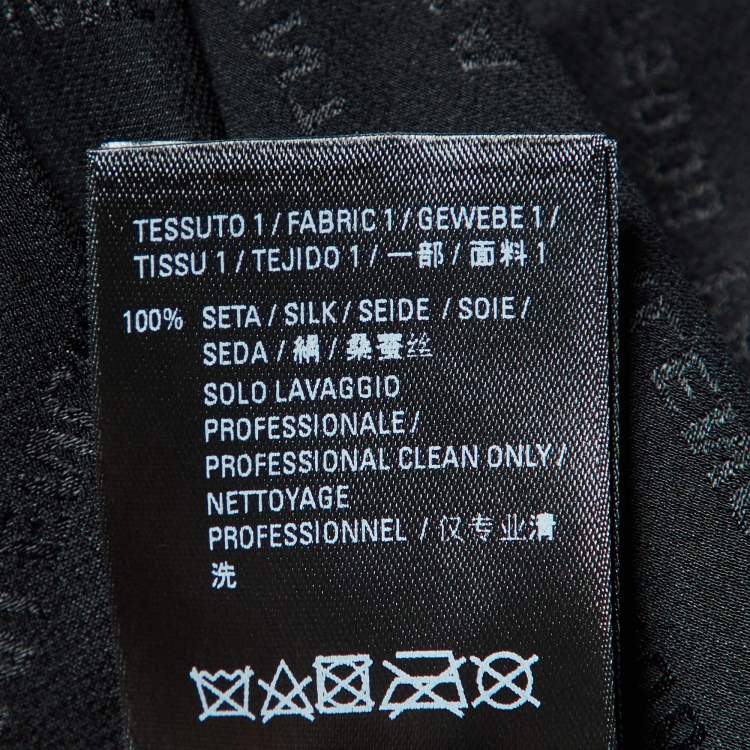 TESSUTO 1 / FABRIC 1 / GEWEBE 1 /
TISSU 1 / TEJIDO 1 / 一部 / 面料 1
100% SETA / SILK / SEIDE / SOIE /
SEDA / 絹 / 桑蚕丝
SOLO LAVAGGIO
PROFESSIONALE /
PROFESSIONAL CLEAN ONLY /
NETTOYAGE
PROFESSIONNEL / 仅专业清
洗